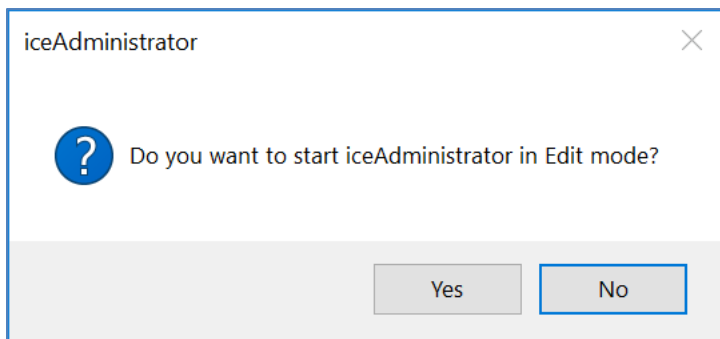 iceAdministrator
Do you want to start iceAdministrator in Edit mode?
Yes No